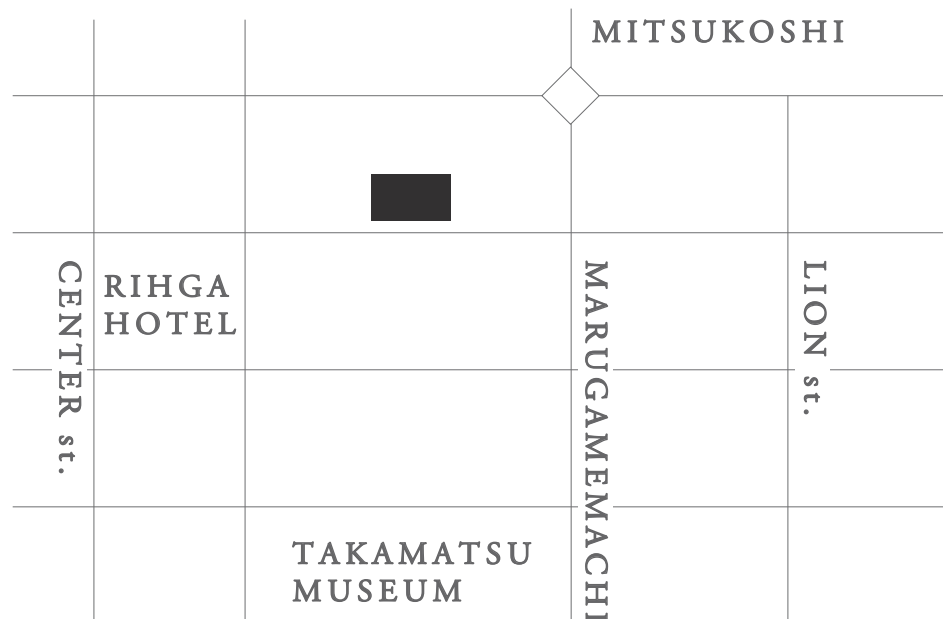 MITSUKOSHI
CENTER st.
RIHGA
HOTEL
MARUGAMEMACHI
LION st.
TAKAMATSU
MUSEUM